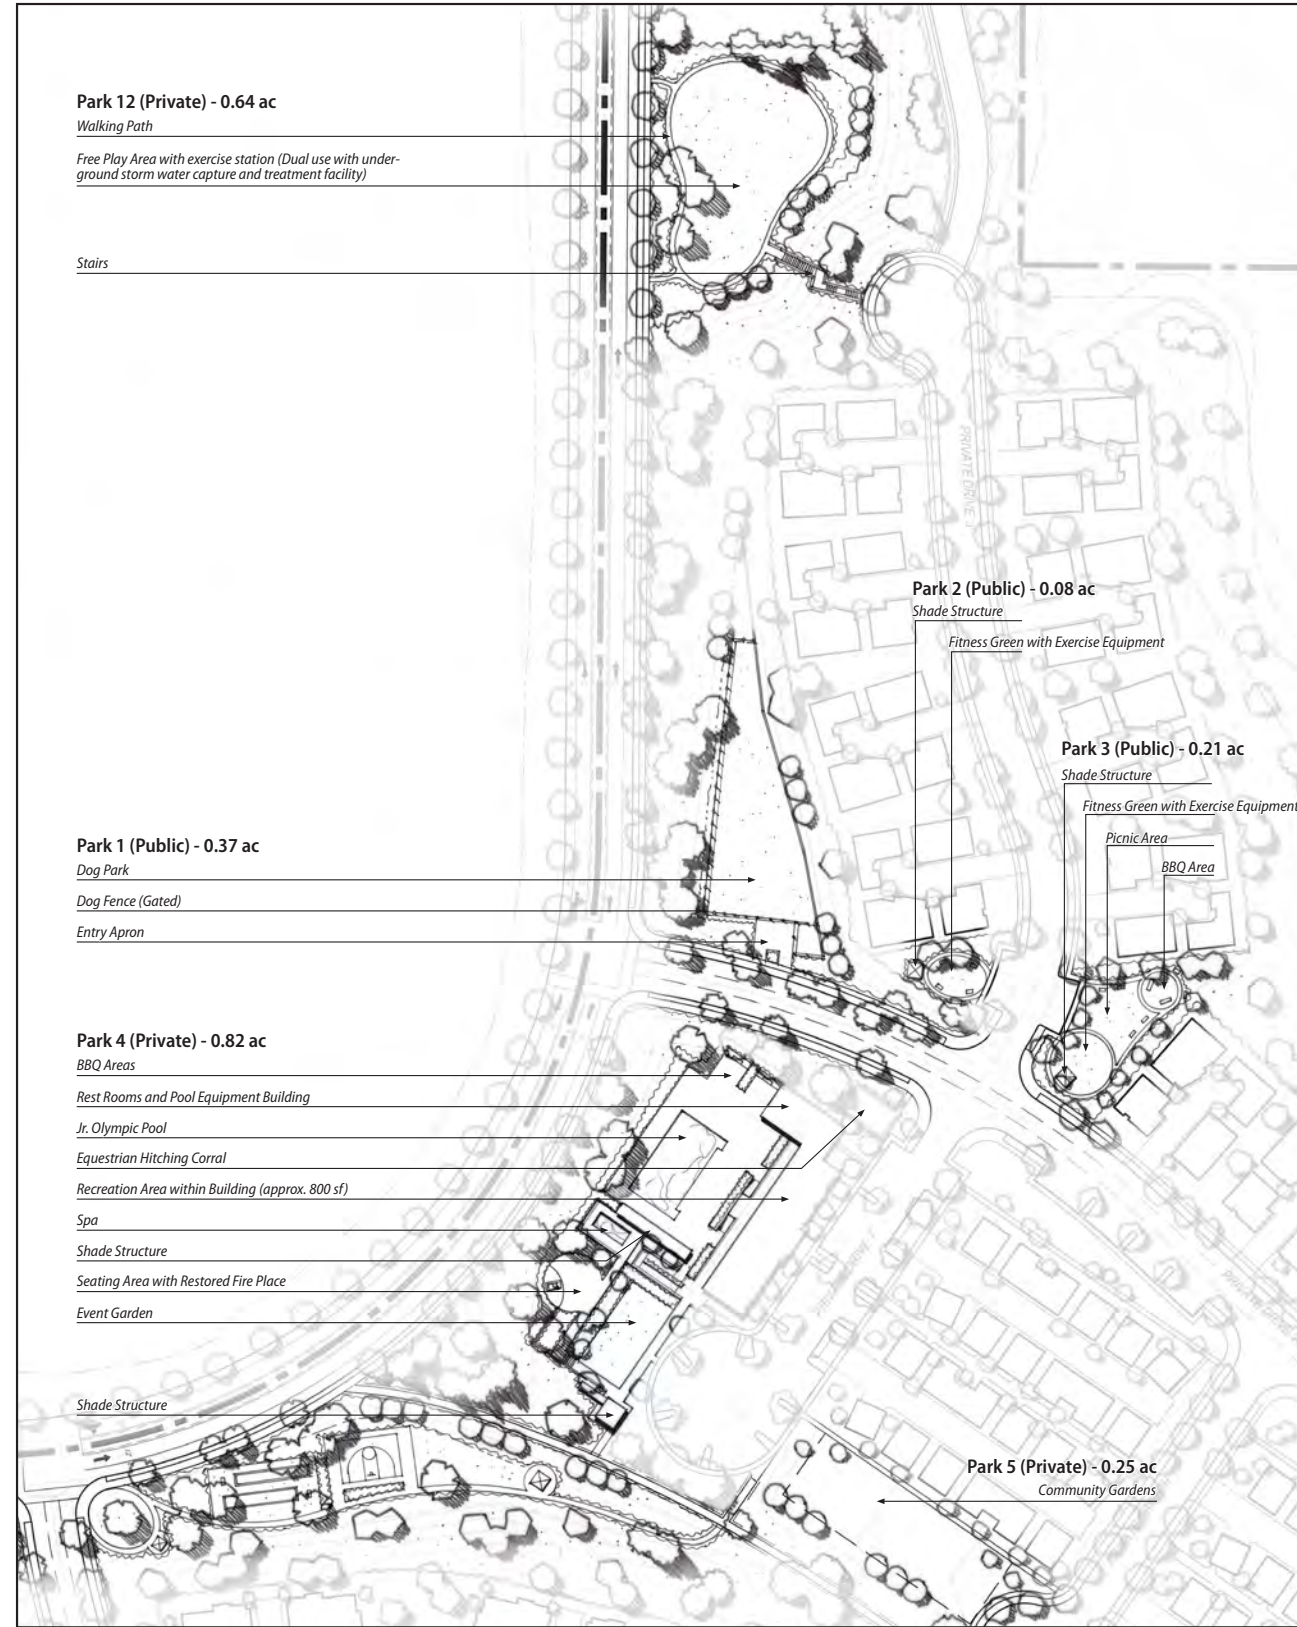 Park 12 (Private) - 0.64 ac
Walking Path
Free Play Area with exercise station (Dual use with under-
ground storm water capture and treatment facility)
Stairs
PRIVATE DRIVE
Park 2 (Public) - 0.08 ac
Shade Structure
Fitness Green with Exercise Equipment
Park 3 (Public) - 0.21 ac
Shade Structure
Fitness Green with Exercise Equipment
Picnic Area
BBQ Area
Park 1 (Public) - 0.37 ac
Dog Park
Dog Fence (Gated)
Entry Apron
Park 4 (Private) - 0.82 ac
BBQ Areas
Rest Rooms and Pool Equipment Building
Jr. Olympic Pool
Equestrian Hitching Corral
Recreation Area within Building (approx. 800 sf)
Spa
Shade Structure
Seating Area with Restored Fire Place
Event Garden
Shade Structure
Park 5 (Private) - 0.25 ac
Community Gardens